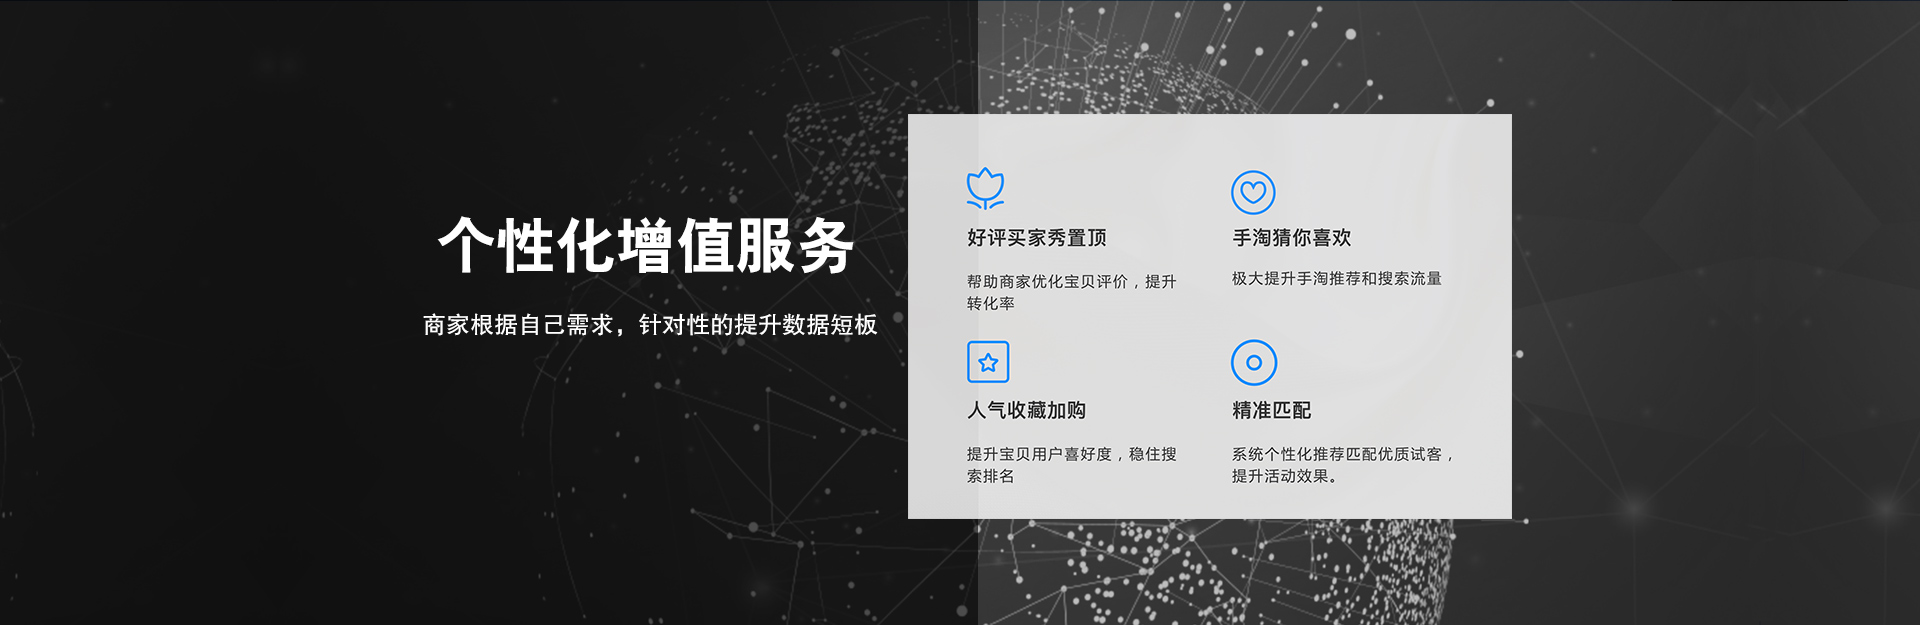 个性化增值服务
商家根据自己需求，针对性的提升数据短板
好评买家秀置顶
帮助商家优化宝贝评价，提升
转化率
手淘猜你喜欢
极大提升手淘推荐和搜索流量
人气收藏加购
提升宝贝用户喜好度，稳住搜
索排名
精准匹配
系统个性化推荐匹配优质试客，
提升活动效果。